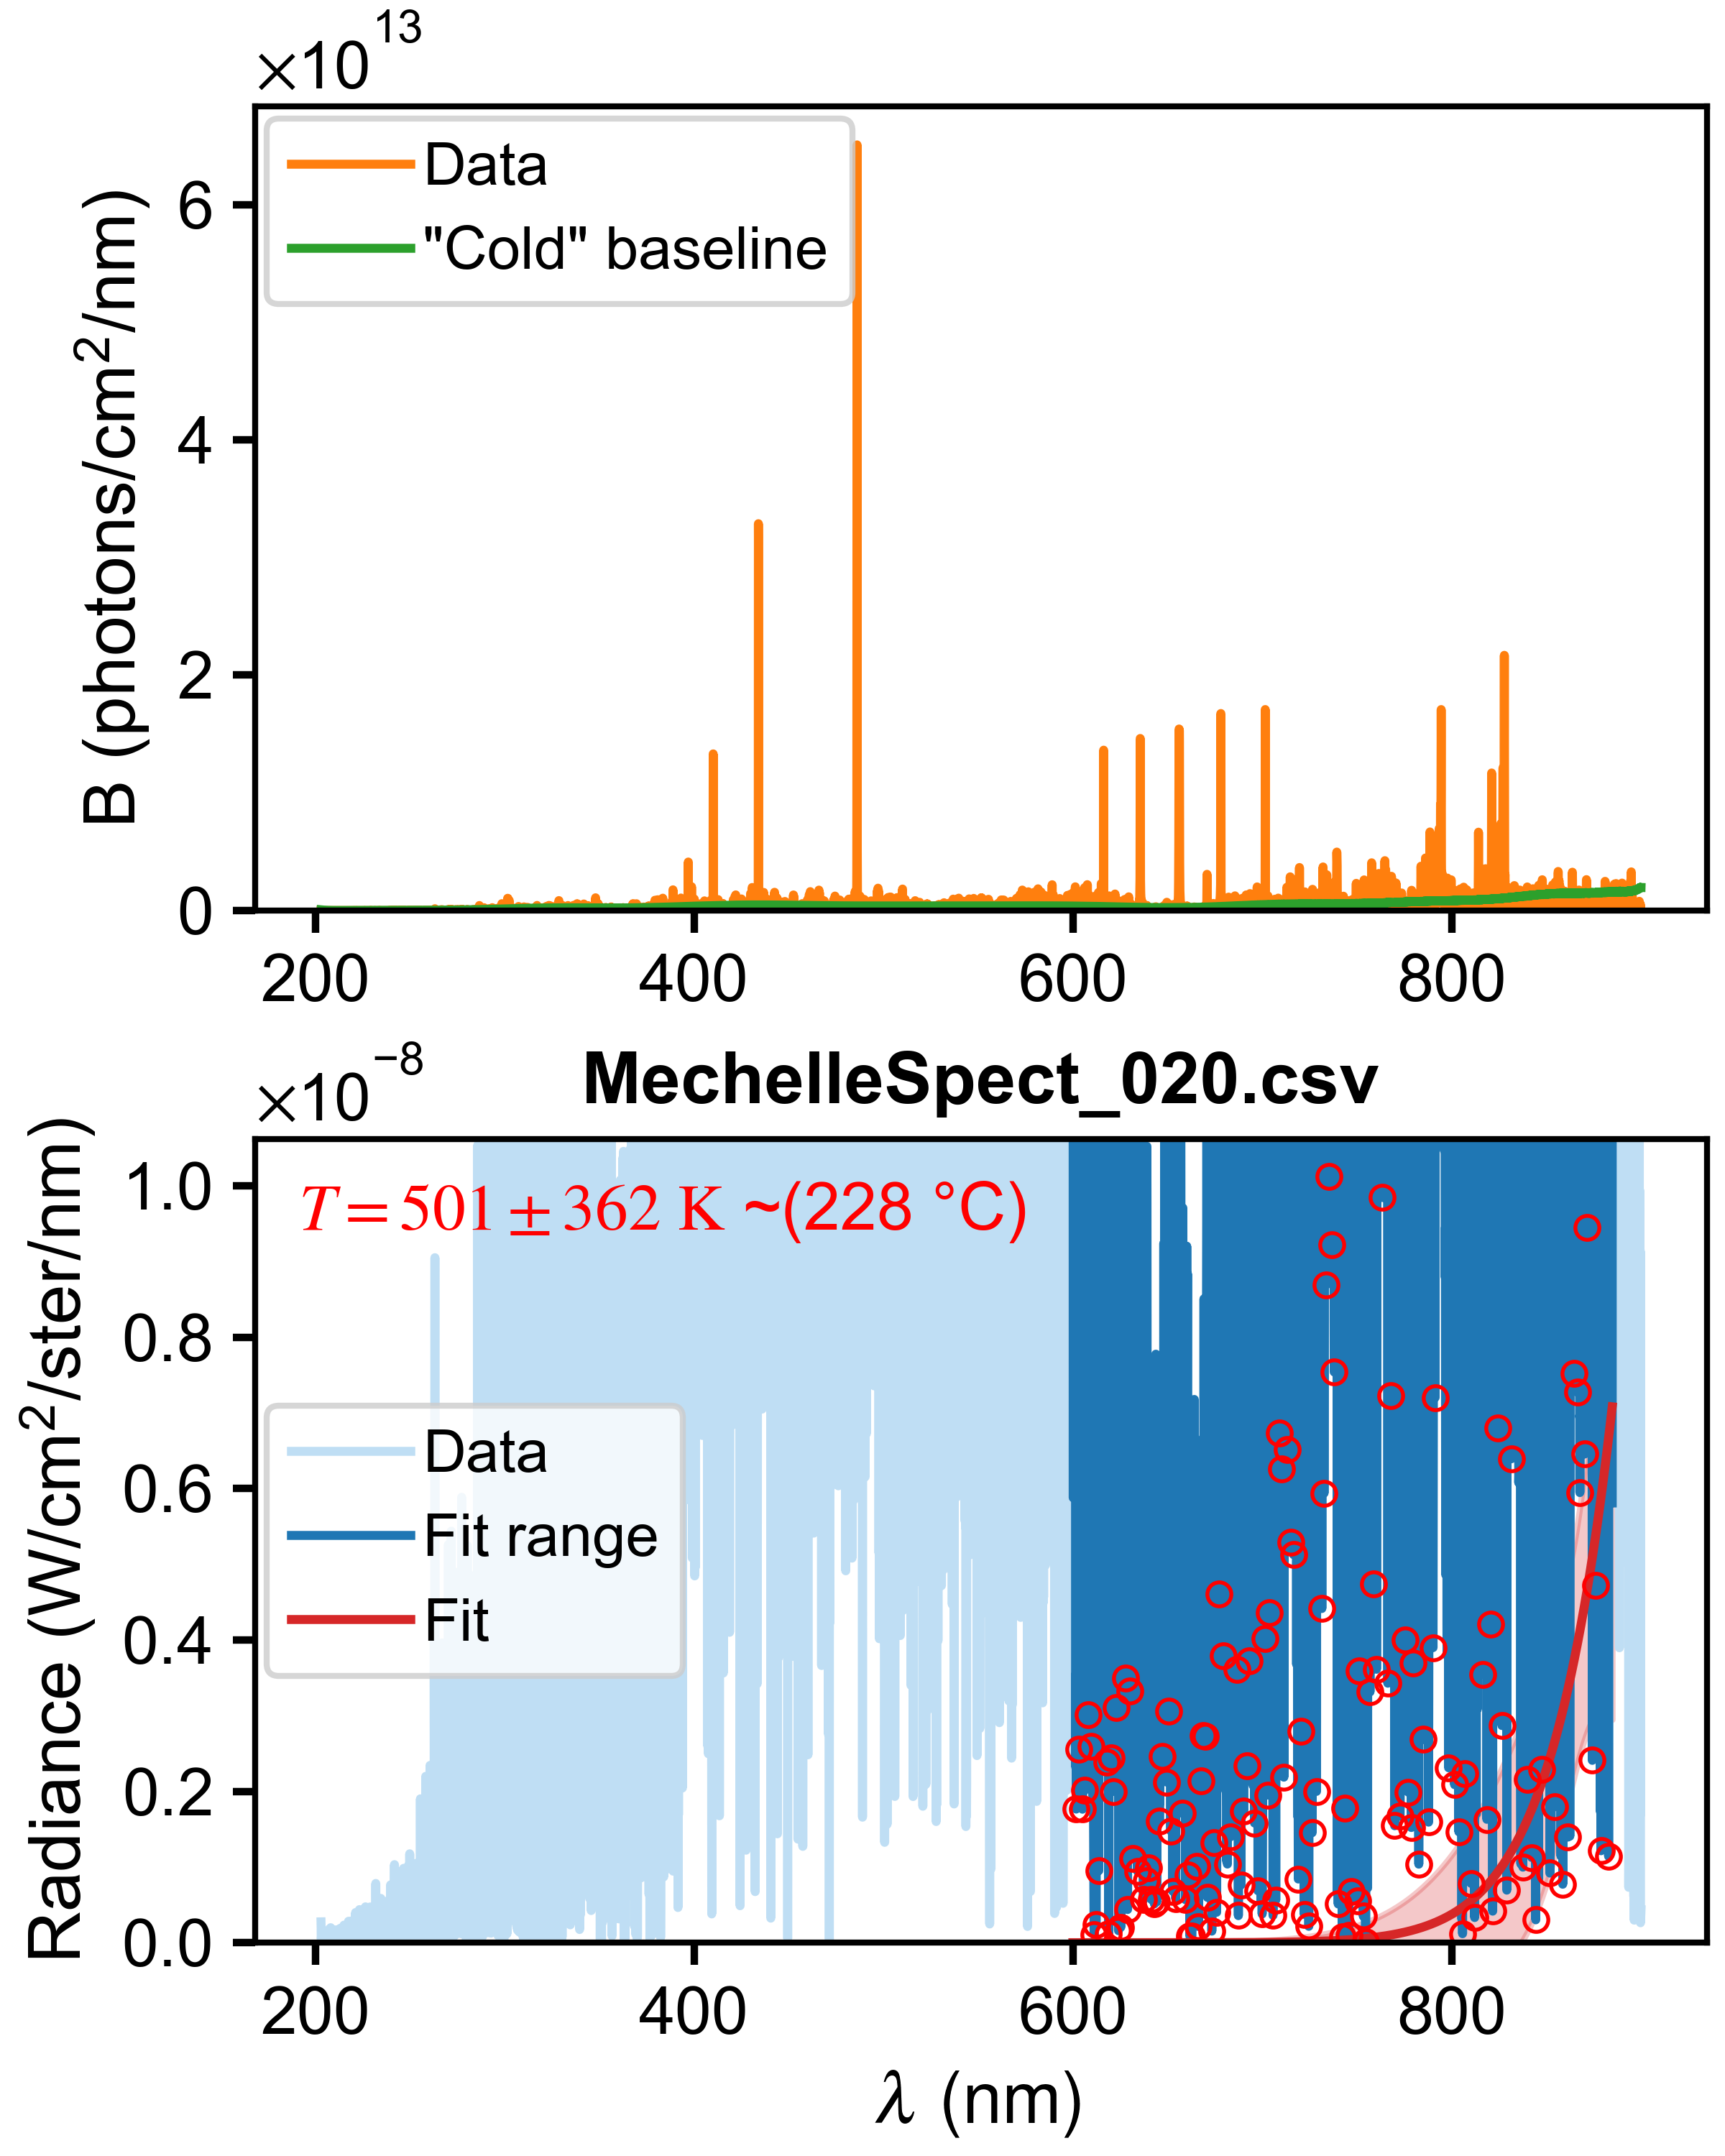 ×10¹³
Data
"Cold" baseline
B (photons/cm²/nm)
6
4
2
0
200 400 600 800
×10⁻⁸
MechelleSpect_020.csv
T = 501 ± 362 K ~(228 °C)
Data
Fit range
Fit
Radiance (W/cm²/ster/nm)
1.0
0.8
0.6
0.4
0.2
0.0
200 400 600 800
λ (nm)